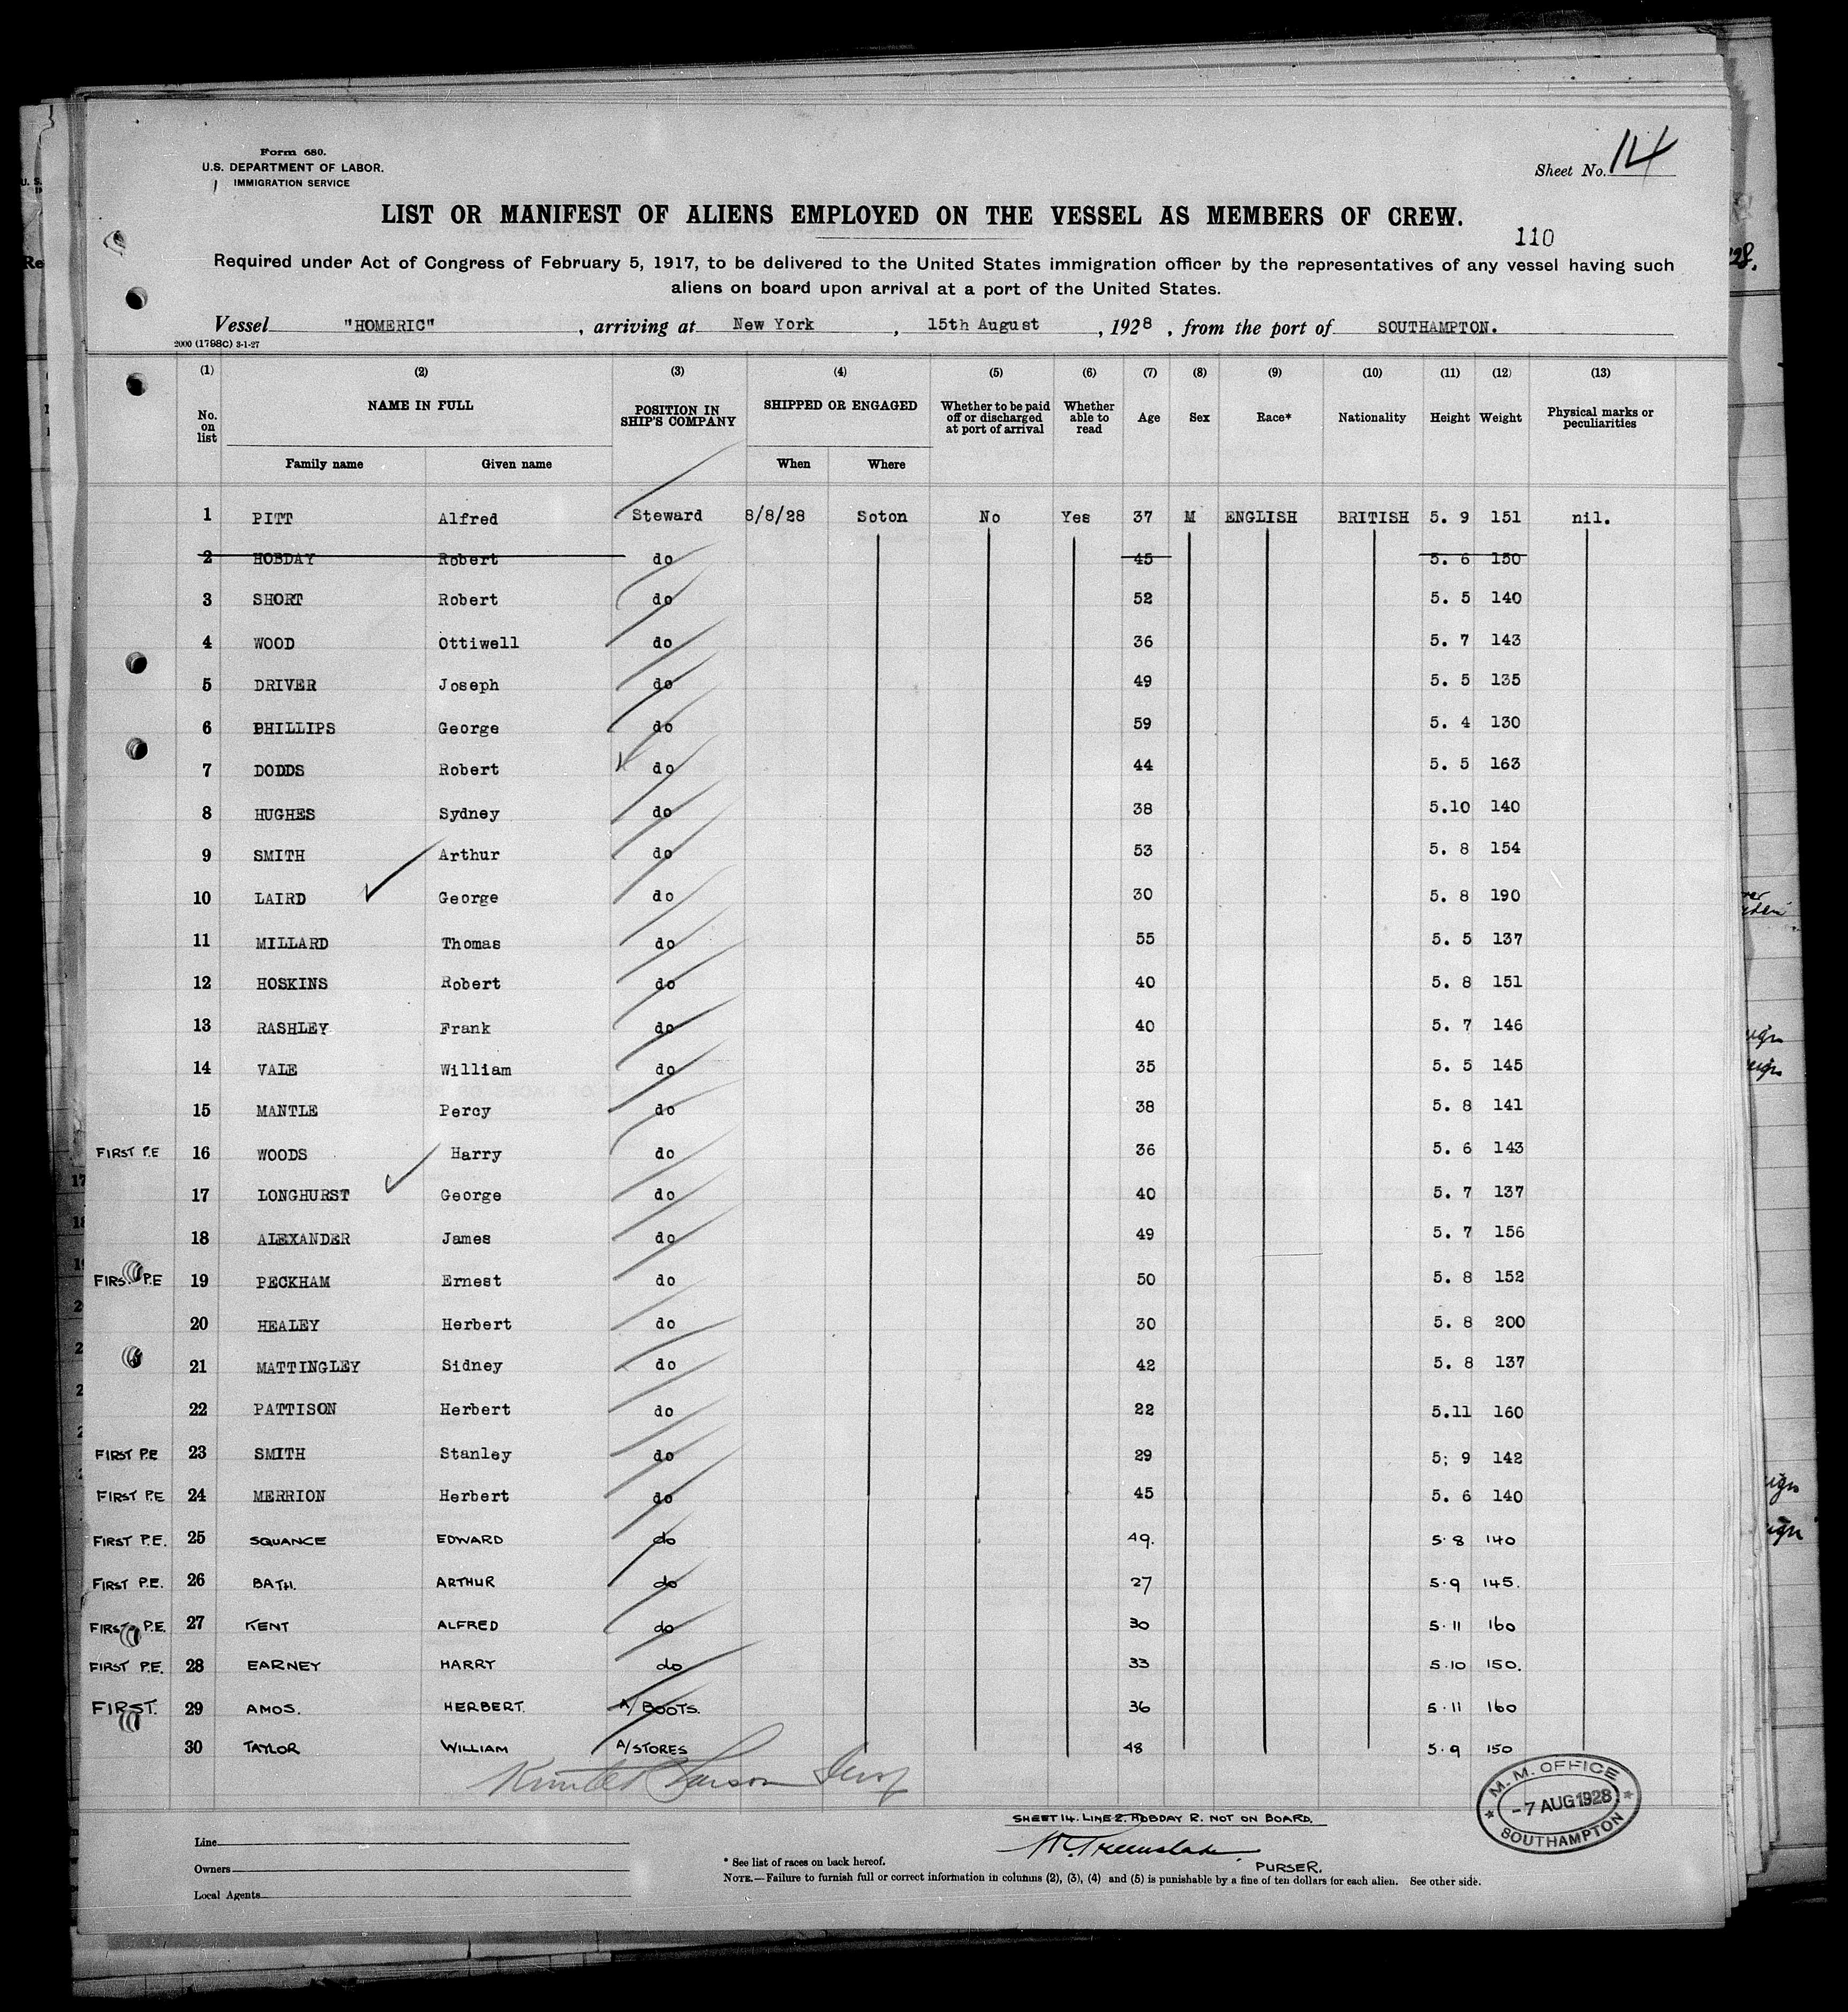 Form 680.
U.S. DEPARTMENT OF LABOR.
IMMIGRATION SERVICE
Sheet No. 14
LIST OR MANIFEST OF ALIENS EMPLOYED ON THE VESSEL AS MEMBERS OF CREW.
110
Required under Act of Congress of February 5, 1917, to be delivered to the United States immigration officer by the representatives of any vessel having such
aliens on board upon arrival at a port of the United States.
Vessel "HOMERIC" , arriving at New York , 15th August , 1928 , from the port of SOUTHAMPTON.
2000 (1798C) 3-1-27
(1) (2) (3) (4) (5) (6) (7) (8) (9) (10) (11) (12) (13)
No. on list NAME IN FULL POSITION IN SHIP'S COMPANY SHIPPED OR ENGAGED Whether to be paid off or discharged at port of arrival Whether able to read Age Sex Race* Nationality Height Weight Physical marks or peculiarities
Family name Given name When Where
1 PITT Alfred Steward 8/8/28 Soton No Yes 37 M ENGLISH BRITISH 5. 9 151 nil.
2 HOBDAY Robert do 45 5. 6 150
3 SHORT Robert do 52 5. 5 140
4 WOOD Ottiwell do 36 5. 7 143
5 DRIVER Joseph do 49 5. 5 135
6 PHILLIPS George do 59 5. 4 130
7 DODDS Robert do 44 5. 5 163
8 HUGHES Sydney do 38 5.10 140
9 SMITH Arthur do 53 5. 8 154
10 LAIRD George do 30 5. 8 190
11 MILLARD Thomas do 55 5. 5 137
12 HOSKINS Robert do 40 5. 8 151
13 RASHLEY Frank do 40 5. 7 146
14 VALE William do 35 5. 5 145
15 MANTLE Percy do 38 5. 8 141
FIRST P.E 16 WOODS Harry do 36 5. 6 143
17 LONGHURST George do 40 5. 7 137
18 ALEXANDER James do 49 5. 7 156
FIRST P.E 19 PECKHAM Ernest do 50 5. 8 152
20 HEALEY Herbert do 30 5. 8 200
21 MATTINGLEY Sidney do 42 5. 8 137
22 PATTISON Herbert do 22 5.11 160
FIRST P.E 23 SMITH Stanley do 29 5; 9 142
FIRST P.E 24 MERRION Herbert do 45 5. 6 140
FIRST P.E. 25 SQUANCE EDWARD do 49. 5·8 140
FIRST P.E. 26 BATH. ARTHUR do 27 5·9 145.
FIRST P.E. 27 KENT ALFRED do 30 5·11 160
FIRST P.E. 28 EARNEY HARRY do 33 5·10 150.
FIRST. 29 AMOS. HERBERT. A/BOOTS. 36 5·11 160
30 TAYLOR WILLIAM A/STORES 48 5·9 150
M. M. OFFICE
-7 AUG 1928
SOUTHAMPTON
SHEET 14. LINE 2. HOBDAY R. NOT ON BOARD.
PURSER.
Line
Owners
Local Agents
* See list of races on back hereof.
NOTE.—Failure to furnish full or correct information in columns (2), (3), (4) and (5) is punishable by a fine of ten dollars for each alien. See other side.